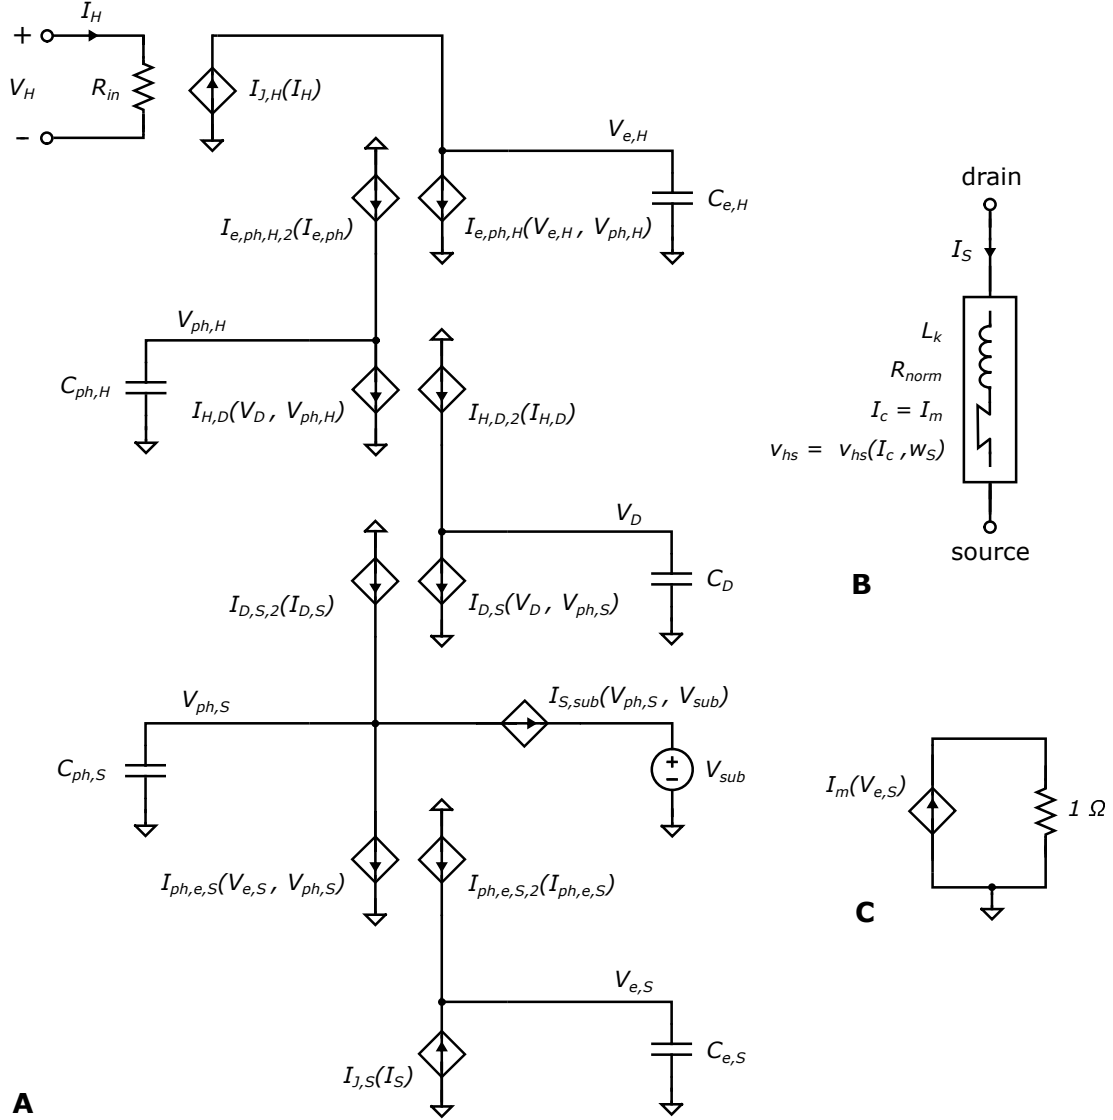 I_H
+
V_H
R_in
I_J,H(I_H)
−
V_e,H
C_e,H
I_e,ph,H,2(I_e,ph)
I_e,ph,H(V_e,H , V_ph,H)
V_ph,H
C_ph,H
I_H,D(V_D , V_ph,H)
I_H,D,2(I_H,D)
V_D
C_D
I_D,S,2(I_D,S)
I_D,S(V_D , V_ph,S)
V_ph,S
I_S,sub(V_ph,S , V_sub)
C_ph,S
+
−
V_sub
I_ph,e,S(V_e,S , V_ph,S)
I_ph,e,S,2(I_ph,e,S)
V_e,S
C_e,S
I_J,S(I_S)
A
drain
I_S
L_k
R_norm
I_c = I_m
v_hs = v_hs(I_c ,w_S)
source
B
I_m(V_e,S)
1 Ω
C